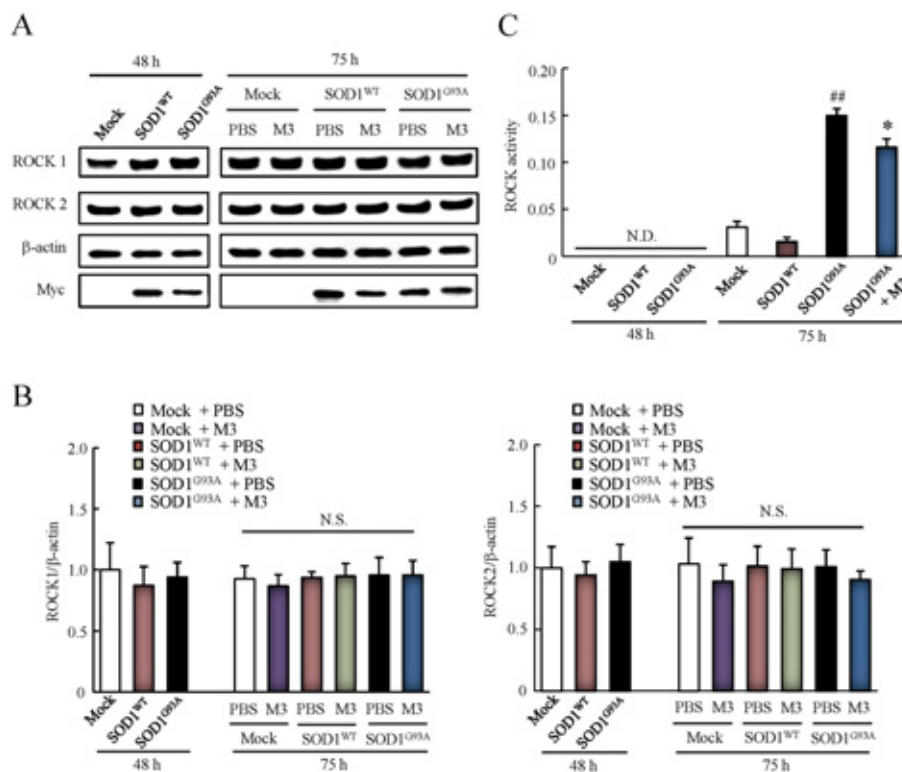 A
48 h
75 h
Mock
SOD1WT
SOD1G93A
Mock
SOD1WT
SOD1G93A
PBS M3 PBS M3 PBS M3
ROCK 1
ROCK 2
β-actin
Myc
C
ROCK activity
0.20
0.15
0.10
0.05
0
N.D.
##
*
Mock
SOD1WT
SOD1G93A
Mock
SOD1WT
SOD1G93A
SOD1G93A
+ M3
48 h
75 h
B
Mock + PBS
Mock + M3
SOD1WT + PBS
SOD1WT + M3
SOD1G93A + PBS
SOD1G93A + M3
ROCK1/β-actin
2.0
1.5
1.0
0.5
0
N.S.
Mock
SOD1WT
SOD1G93A
PBS M3 PBS M3 PBS M3
Mock SOD1WT SOD1G93A
48 h
75 h
Mock + PBS
Mock + M3
SOD1WT + PBS
SOD1WT + M3
SOD1G93A + PBS
SOD1G93A + M3
ROCK2/β-actin
2.0
1.5
1.0
0.5
0
N.S.
Mock
SOD1WT
SOD1G93A
PBS M3 PBS M3 PBS M3
Mock SOD1WT SOD1G93A
48 h
75 h